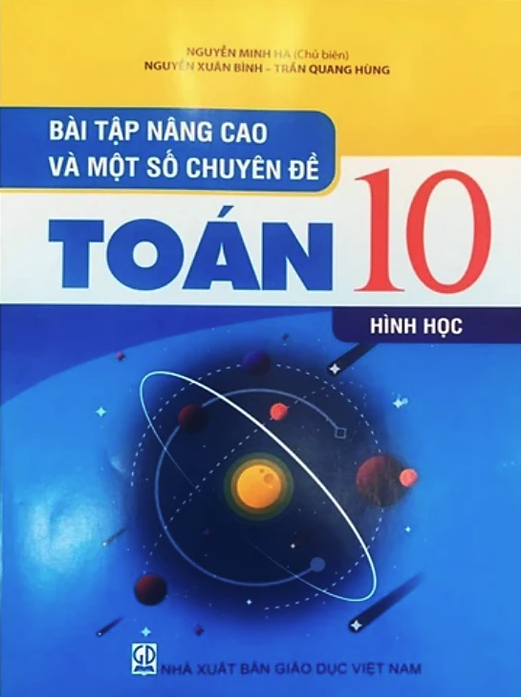 NGUYỄN MINH HÀ (Chủ biên)
NGUYỄN XUÂN BÌNH – TRẦN QUANG HÙNG
BÀI TẬP NÂNG CAO
VÀ MỘT SỐ CHUYÊN ĐỀ
TOÁN 10
HÌNH HỌC
GD NHÀ XUẤT BẢN GIÁO DỤC VIỆT NAM